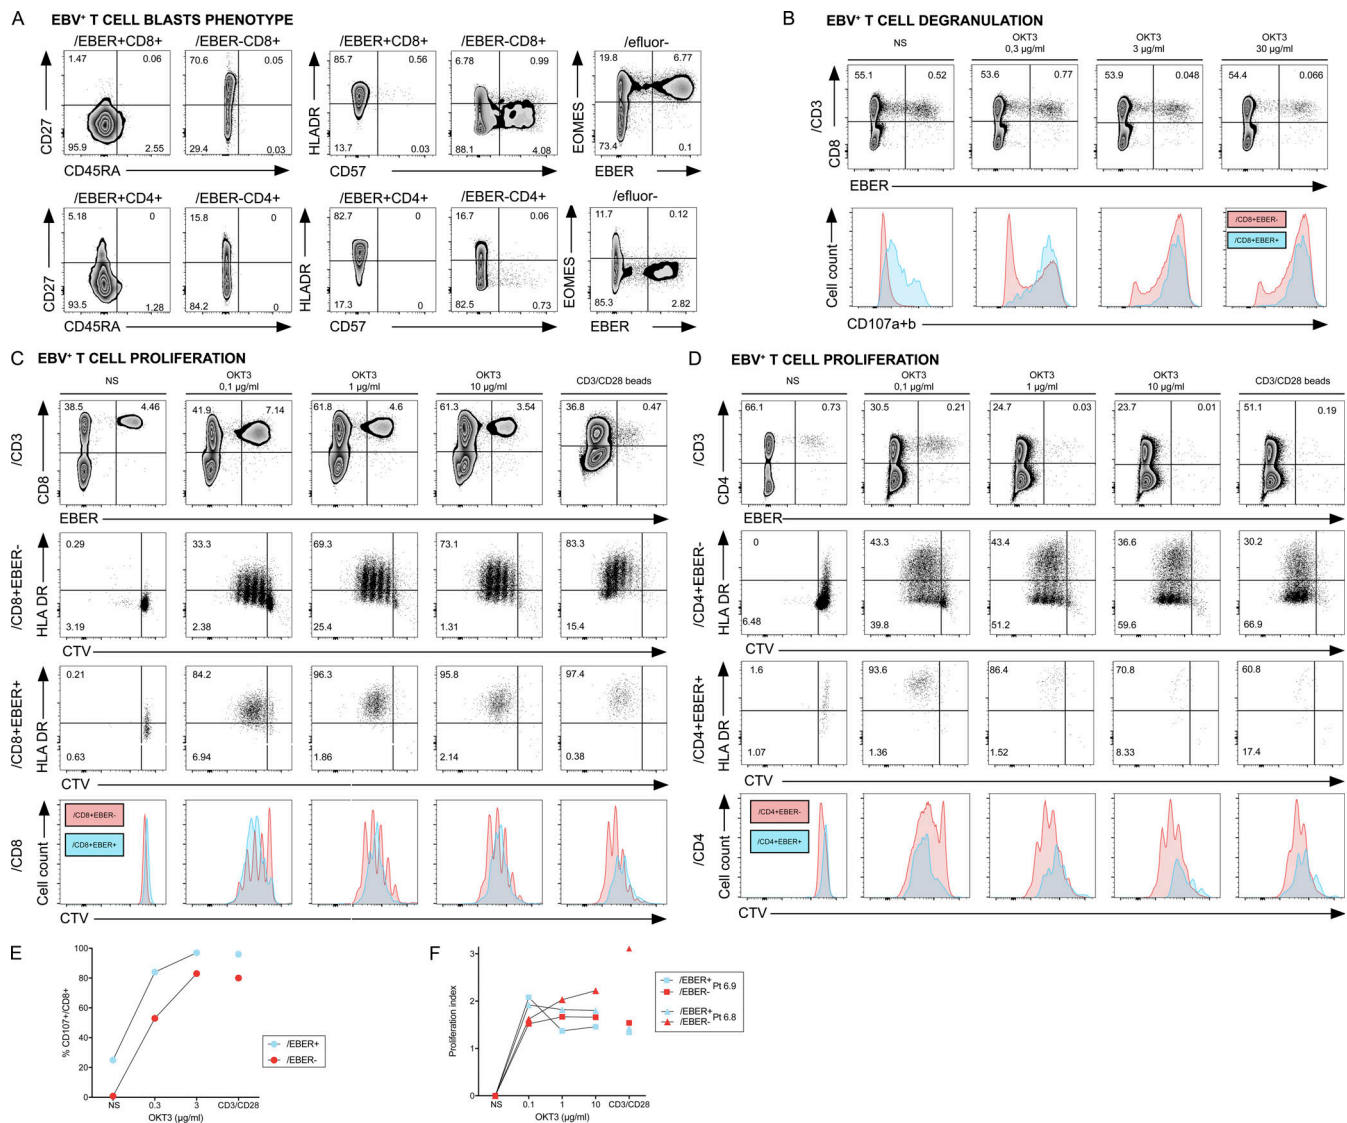 A EBV⁺ T CELL BLASTS PHENOTYPE
/EBER+CD8+ /EBER-CD8+ /EBER+CD8+ /EBER-CD8+ /efluor-
1.47 0.06 70.6 0.05 85.7 0.56 6.78 0.99 19.8 6.77
CD27 HLADR EOMES
95.9 2.55 29.4 0.03 13.7 0.03 88.1 4.08 73.4 0.1
CD45RA CD57 EBER
/EBER+CD4+ /EBER-CD4+ /EBER+CD4+ /EBER-CD4+ /efluor-
5.18 0 15.8 0 82.7 0 16.7 0.06 11.7 0.12
CD27 HLADR EOMES
93.5 1.28 84.2 0 17.3 0 82.5 0.73 85.3 2.82
CD45RA CD57 EBER
B EBV⁺ T CELL DEGRANULATION
NS OKT3 OKT3 OKT3
0,3 µg/ml 3 µg/ml 30 µg/ml
55.1 0.52 53.6 0.77 53.9 0.048 54.4 0.066
/CD3
CD8
EBER
/CD8+EBER-
/CD8+EBER+
Cell count
CD107a+b
C EBV⁺ T CELL PROLIFERATION
NS OKT3 OKT3 OKT3 CD3/CD28 beads
0,1 µg/ml 1 µg/ml 10 µg/ml
38.5 4.46 41.9 7.14 61.8 4.6 61.3 3.54 36.8 0.47
/CD3
CD8
EBER
0.29 33.3 69.3 73.1 83.3
/CD8+EBER-
HLA DR
3.19 2.38 25.4 1.31 15.4
CTV
0.21 84.2 96.3 95.8 97.4
/CD8+EBER+
HLA DR
0.63 6.94 1.86 2.14 0.38
CTV
/CD8+EBER-
/CD8+EBER+
/CD8
Cell count
CTV
D EBV⁺ T CELL PROLIFERATION
NS OKT3 OKT3 OKT3 CD3/CD28 beads
0,1 µg/ml 1 µg/ml 10 µg/ml
66.1 0.73 30.5 0.21 24.7 0.03 23.7 0.01 51.1 0.19
/CD3
CD4
EBER
0 43.3 43.4 36.6 30.2
/CD4+EBER-
HLA DR
6.48 39.8 51.2 59.6 66.9
CTV
1.6 93.6 86.4 70.8 60.8
/CD4+EBER+
HLA DR
1.07 1.36 1.52 8.33 17.4
CTV
/CD4+EBER-
/CD4+EBER+
/CD4
Cell count
CTV
E
% CD107+/CD8+
100
80
60
40
20
0
NS 0.3 3 CD3/CD28
OKT3 (µg/ml)
/EBER+
/EBER-
F
Proliferation index
3
2
1
0
NS 0.1 1 10 CD3/CD28
OKT3 (µg/ml)
/EBER+ Pt 6.9
/EBER-
/EBER+ Pt 6.8
/EBER-